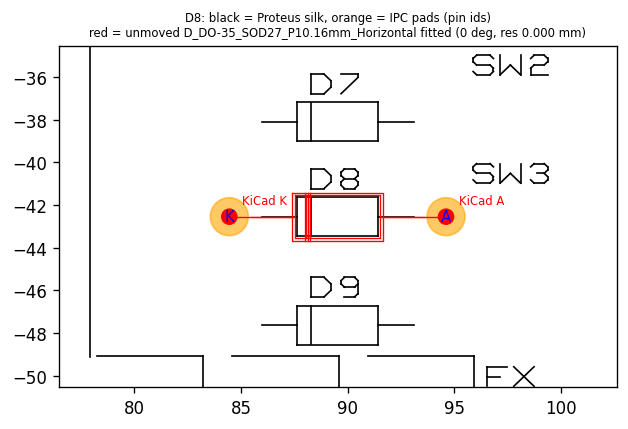 D8: black = Proteus silk, orange = IPC pads (pin ids)
red = unmoved D_DO-35_SOD27_P10.16mm_Horizontal fitted (0 deg, res 0.000 mm)
D7
SW2
D8
SW3
KiCad K
KiCad A
K
A
D9
FX
−36
−38
−40
−42
−44
−46
−48
−50
80
85
90
95
100